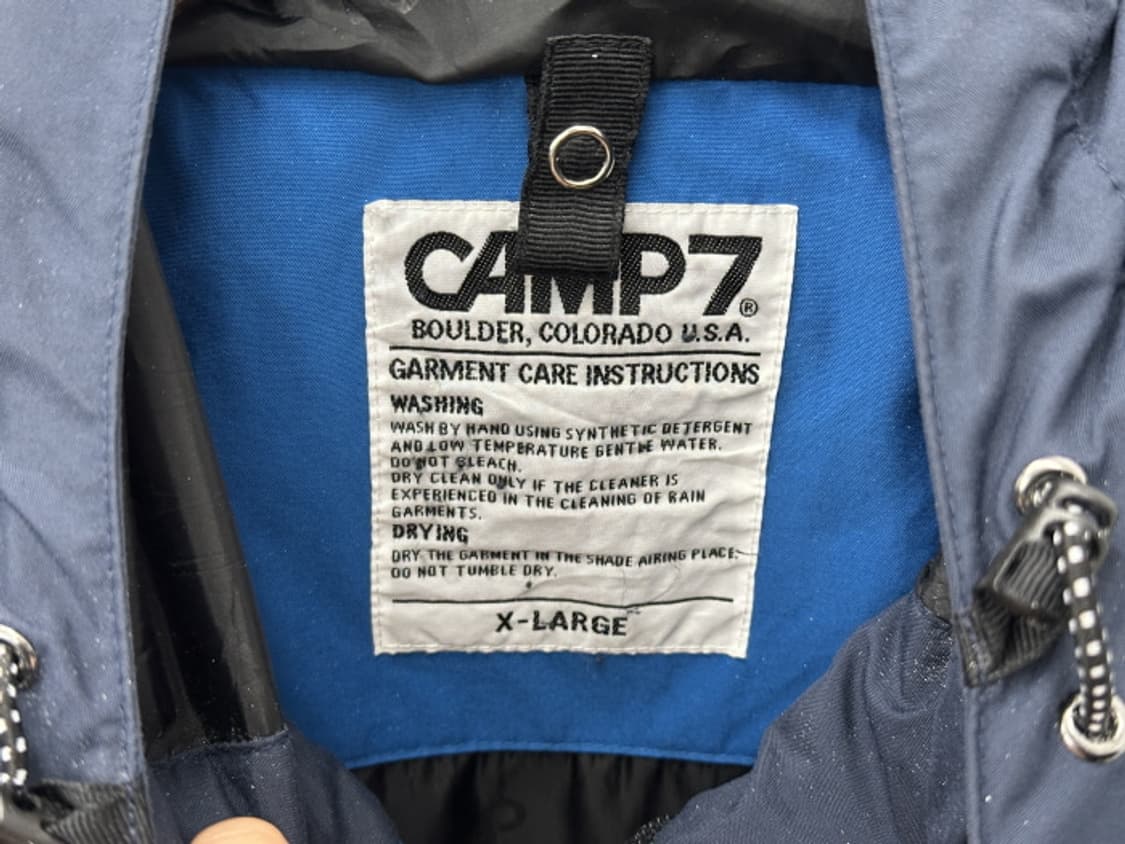 CAMP7®
BOULDER, COLORADO U.S.A.
GARMENT CARE INSTRUCTIONS
WASHING
WASH BY HAND USING SYNTHETIC DETERGENT
AND LOW TEMPERATURE GENTLE WATER.
DO NOT BLEACH.
DRY CLEAN ONLY IF THE CLEANER IS
EXPERIENCED IN THE CLEANING OF RAIN
GARMENTS.
DRYING
DRY THE GARMENT IN THE SHADE AIRING PLACE.
DO NOT TUMBLE DRY.
X-LARGE